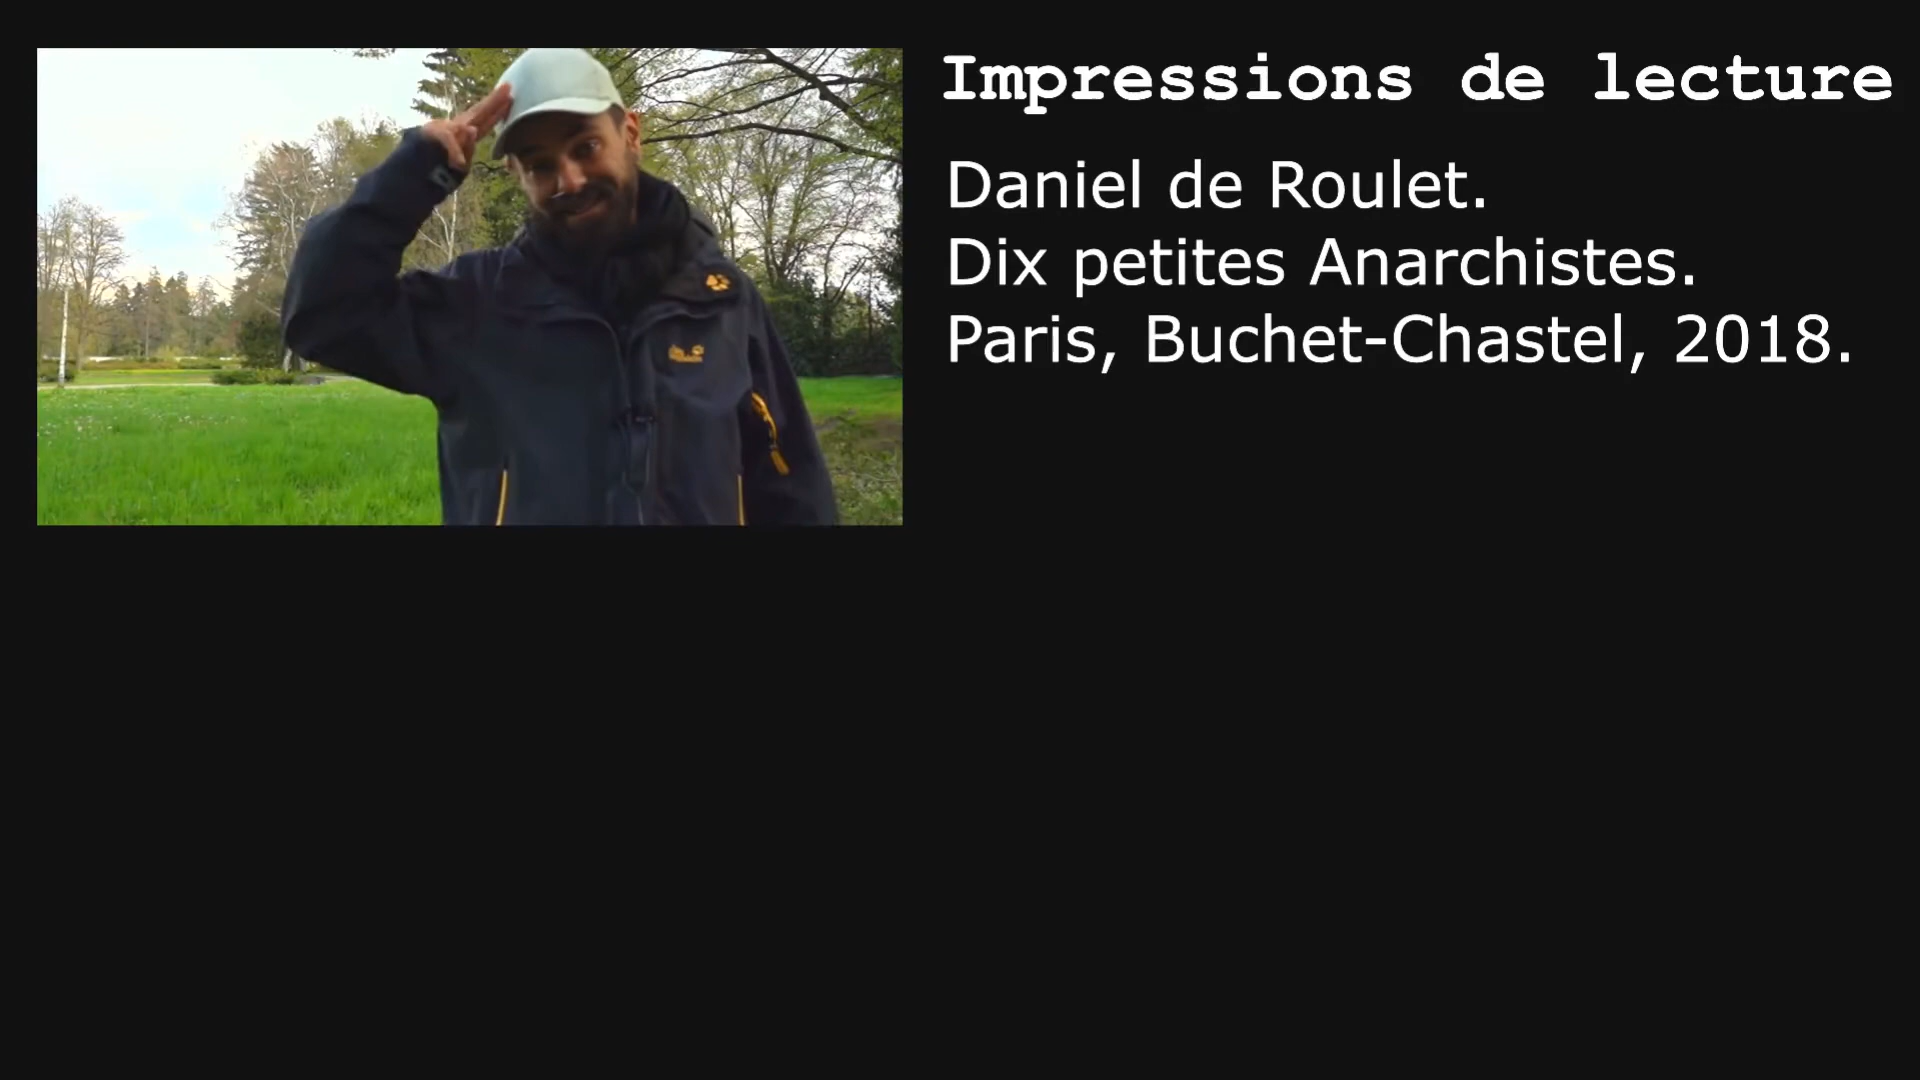 Impressions de lecture
Daniel de Roulet.
Dix petites Anarchistes.
Paris, Buchet-Chastel, 2018.